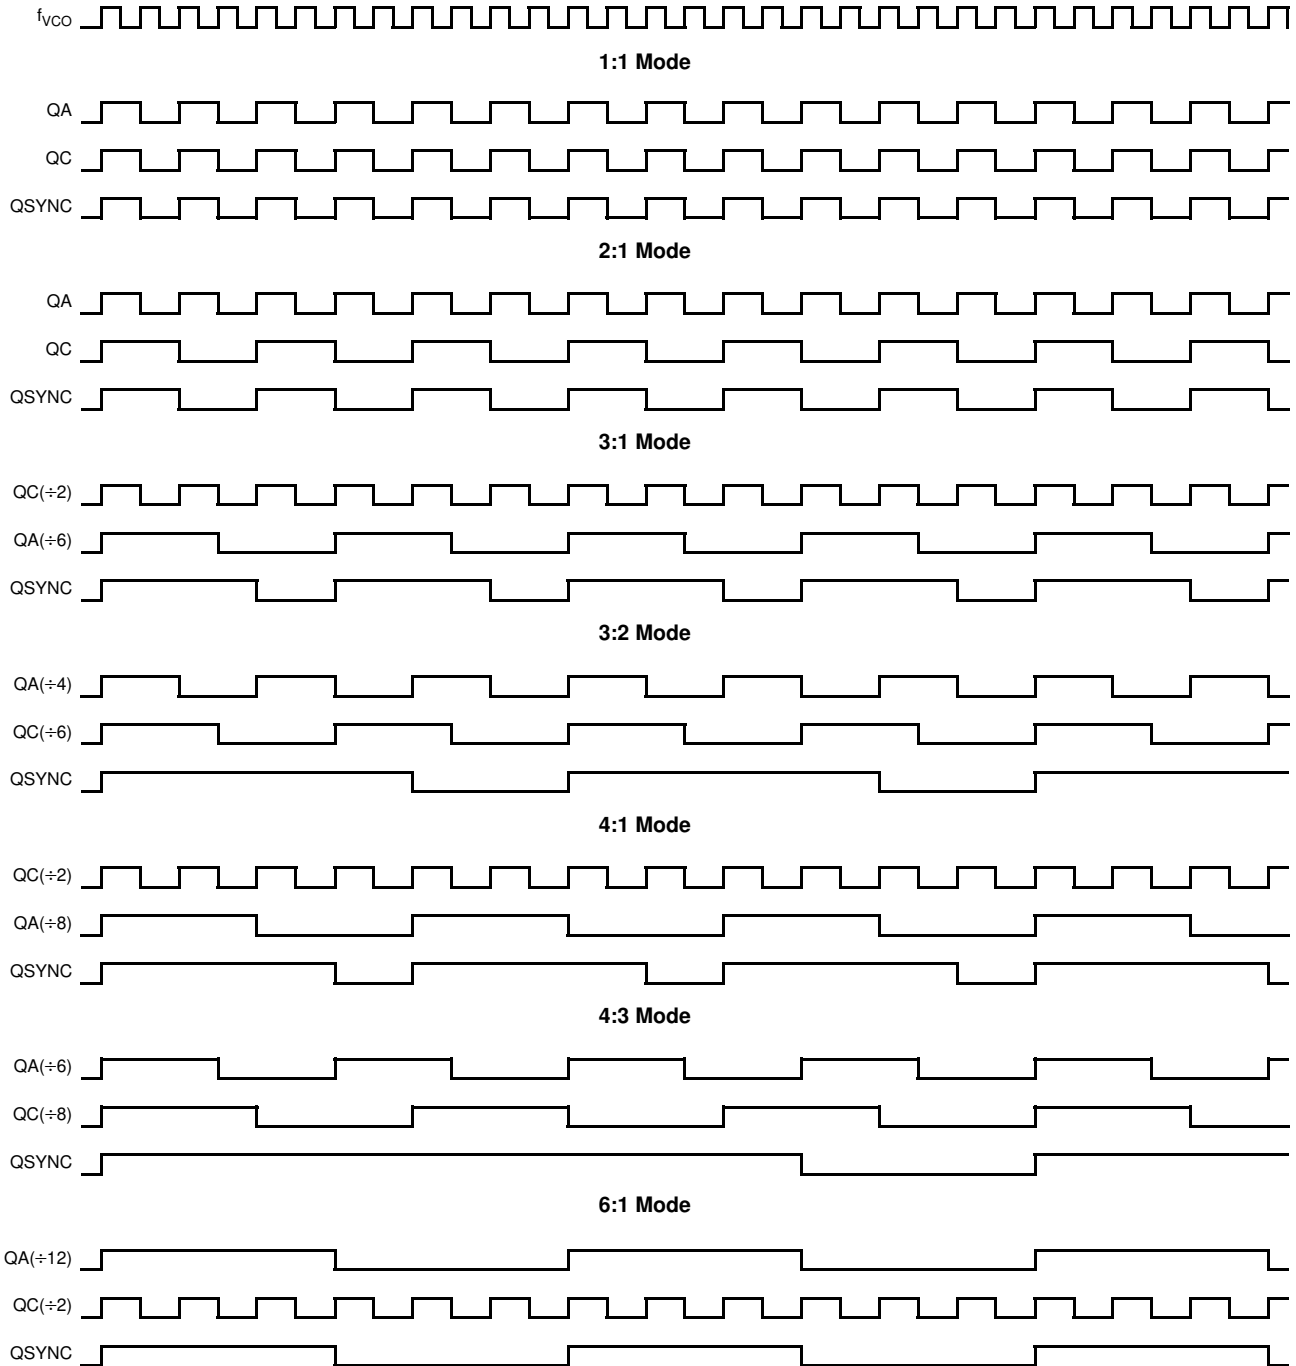 fVCO
1:1 Mode
QA
QC
QSYNC
2:1 Mode
QA
QC
QSYNC
3:1 Mode
QC(÷2)
QA(÷6)
QSYNC
3:2 Mode
QA(÷4)
QC(÷6)
QSYNC
4:1 Mode
QC(÷2)
QA(÷8)
QSYNC
4:3 Mode
QA(÷6)
QC(÷8)
QSYNC
6:1 Mode
QA(÷12)
QC(÷2)
QSYNC